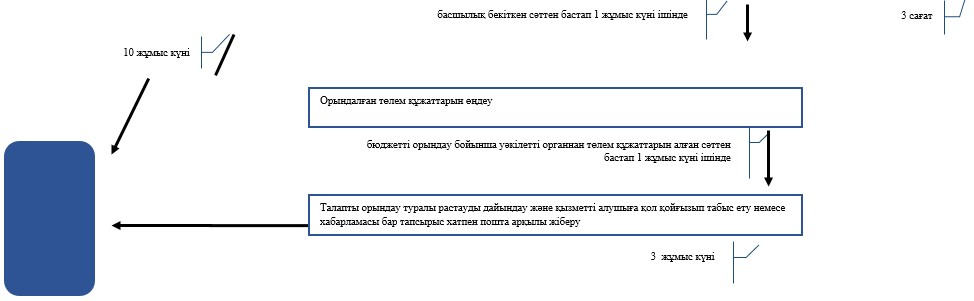 басшылық бекіткен сәттен бастап 1 жұмыс күні ішінде
3 сағат
10 жұмыс күні
Орындалған төлем құжаттарын өңдеу
бюджетті орындау бойынша уәкілетті органнан төлем құжаттарын алған сәттен
бастап 1 жұмыс күні ішінде
Талапты орындау туралы растауды дайындау және қызметті алушыға қол қойғызып табыс ету немесе
хабарламасы бар тапсырыс хатпен пошта арқылы жіберу
3 жұмыс күні